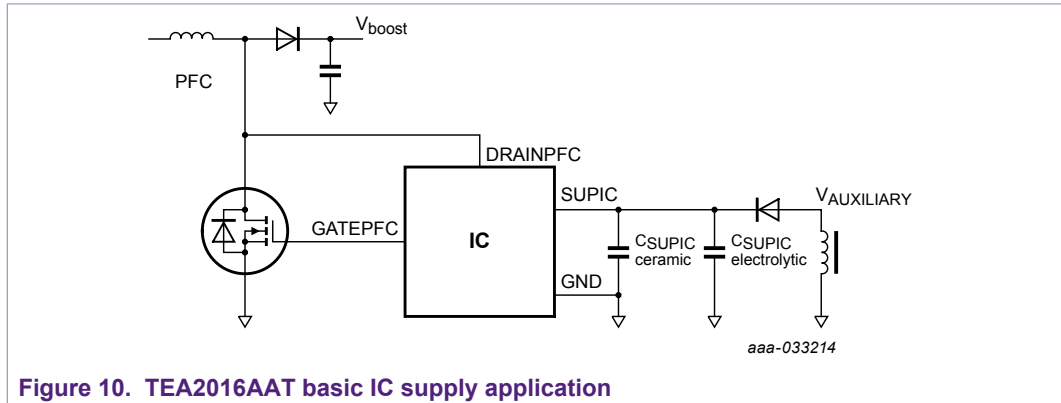 Vboost
PFC
DRAINPFC
SUPIC
VAUXILIARY
GATEPFC
IC
CSUPIC
ceramic
CSUPIC
electrolytic
GND
aaa-033214
Figure 10. TEA2016AAT basic IC supply application